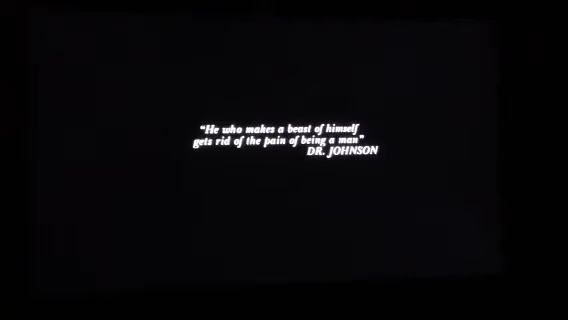 “He who makes a beast of himself
gets rid of the pain of being a man”
DR. JOHNSON